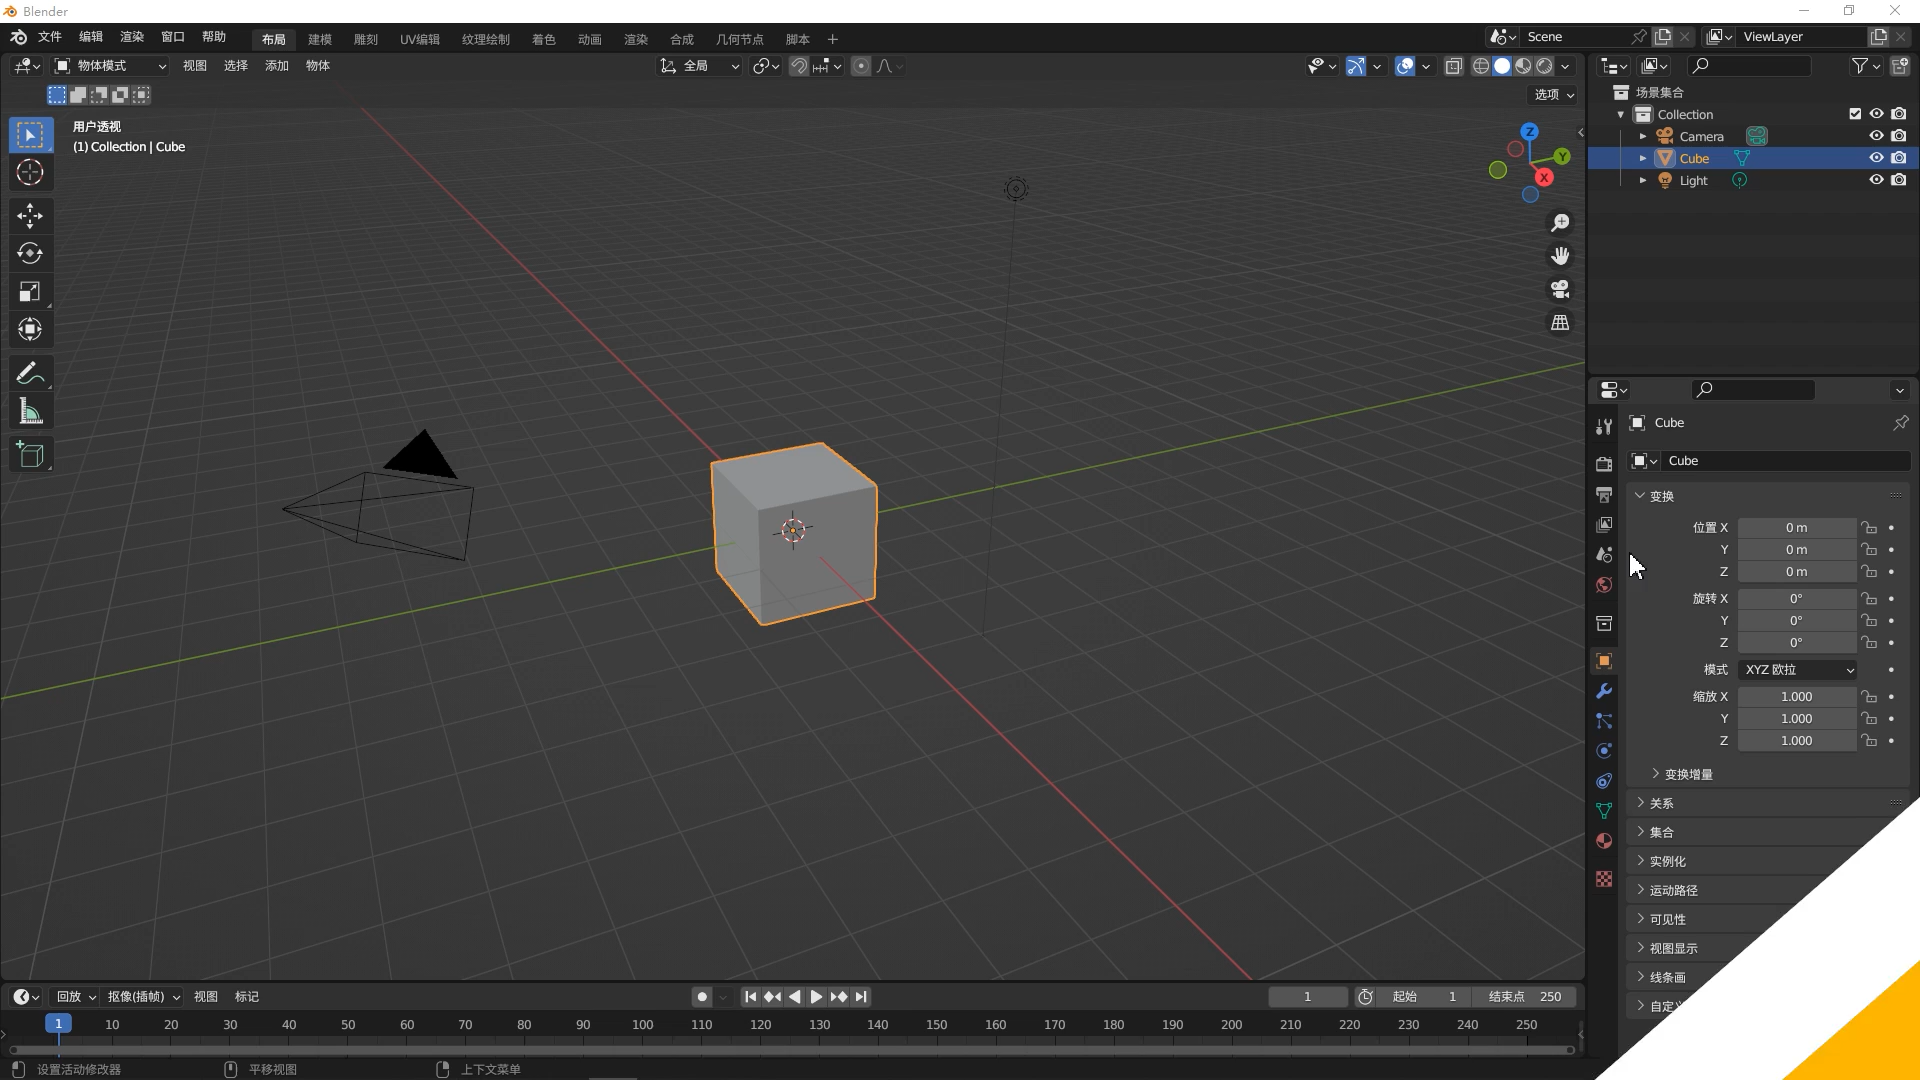 Blender
文件 编辑 渲染 窗口 帮助 布局 建模 雕刻 UV编辑 纹理绘制 着色 动画 渲染 合成 几何节点 脚本 + Scene ViewLayer
物体模式 视图 选择 添加 物体 全局
选项
用户透视
(1) Collection | Cube
Z
Y
X
场景集合
Collection
Camera
Cube
Light
Cube
Cube
变换
位置 X 0 m
Y 0 m
Z 0 m
旋转 X 0°
Y 0°
Z 0°
模式 XYZ 欧拉
缩放 X 1.000
Y 1.000
Z 1.000
变换增量
关系
集合
实例化
运动路径
可见性
视图显示
线条画
自定
回放 抠像(插帧) 视图 标记 1 起始 1 结束点 250
1 10 20 30 40 50 60 70 80 90 100 110 120 130 140 150 160 170 180 190 200 210 220 230 240 250
设置活动修改器 平移视图 上下文菜单